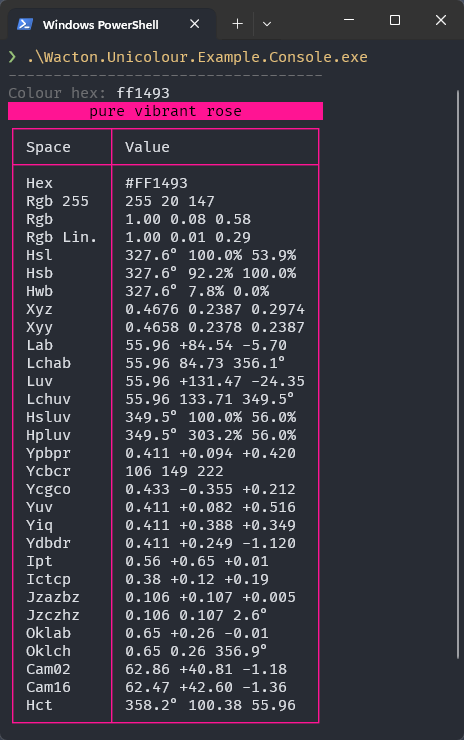 Windows PowerShell
❯ .\Wacton.Unicolour.Example.Console.exe
-----------------------------------
Colour hex: ff1493
pure vibrant rose
Space Value
Hex #FF1493
Rgb 255 255 20 147
Rgb 1.00 0.08 0.58
Rgb Lin. 1.00 0.01 0.29
Hsl 327.6° 100.0% 53.9%
Hsb 327.6° 92.2% 100.0%
Hwb 327.6° 7.8% 0.0%
Xyz 0.4676 0.2387 0.2974
Xyy 0.4658 0.2378 0.2387
Lab 55.96 +84.54 -5.70
Lchab 55.96 84.73 356.1°
Luv 55.96 +131.47 -24.35
Lchuv 55.96 133.71 349.5°
Hsluv 349.5° 100.0% 56.0%
Hpluv 349.5° 303.2% 56.0%
Ypbpr 0.411 +0.094 +0.420
Ycbcr 106 149 222
Ycgco 0.433 -0.355 +0.212
Yuv 0.411 +0.082 +0.516
Yiq 0.411 +0.388 +0.349
Ydbdr 0.411 +0.249 -1.120
Ipt 0.56 +0.65 +0.01
Ictcp 0.38 +0.12 +0.19
Jzazbz 0.106 +0.107 +0.005
Jzczhz 0.106 0.107 2.6°
Oklab 0.65 +0.26 -0.01
Oklch 0.65 0.26 356.9°
Cam02 62.86 +40.81 -1.18
Cam16 62.47 +42.60 -1.36
Hct 358.2° 100.38 55.96